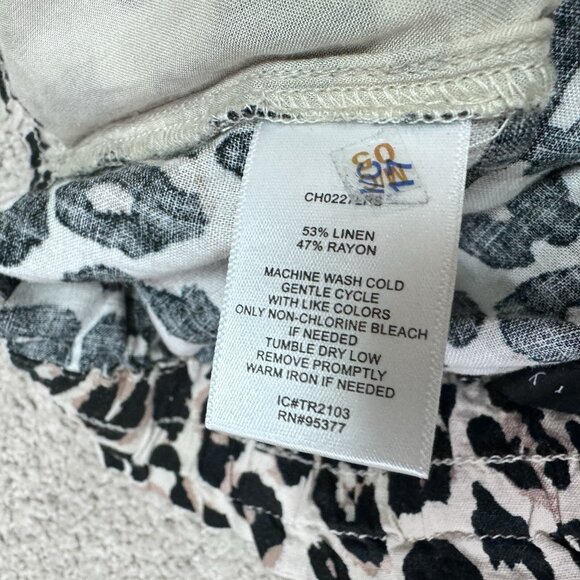 53% LINEN
47% RAYON
MACHINE WASH COLD
GENTLE CYCLE
WITH LIKE COLORS
ONLY NON-CHLORINE BLEACH
IF NEEDED
TUMBLE DRY LOW
REMOVE PROMPTLY
WARM IRON IF NEEDED
IC#TR2103
RN#95377